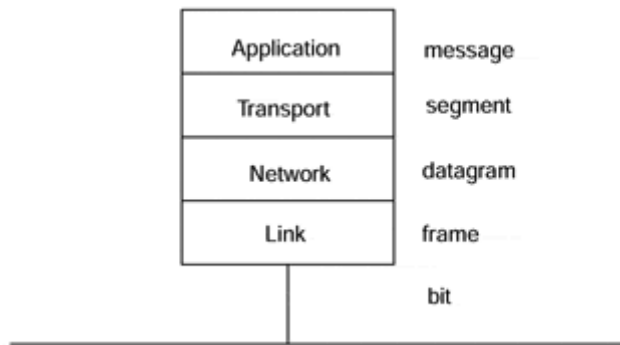 Application message
Transport segment
Network datagram
Link frame
bit